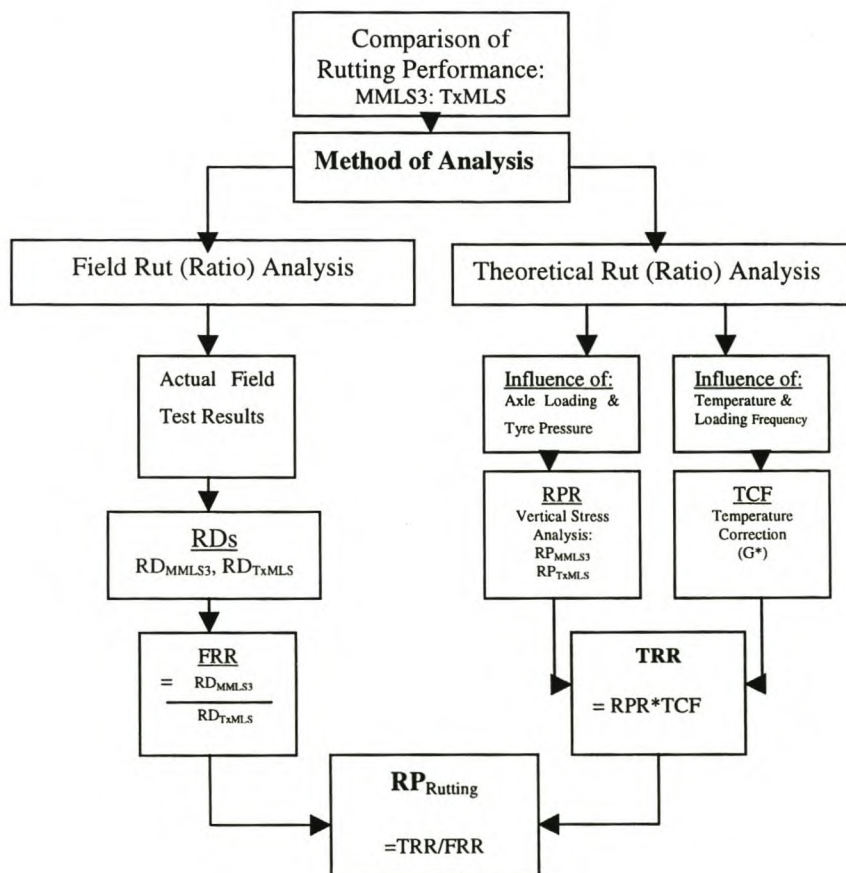 Comparison of
Rutting Performance:
MMLS3: TxMLS
Method of Analysis
Field Rut (Ratio) Analysis
Theoretical Rut (Ratio) Analysis
Actual Field
Test Results
Influence of:
Axle Loading &
Tyre Pressure
Influence of:
Temperature &
Loading Frequency
RDs
RDMMLS3, RDTxMLS
RPR
Vertical Stress
Analysis:
RPMMLS3
RPTxMLS
TCF
Temperature
Correction
(G*)
FRR
= RDMMLS3
RDTxMLS
TRR
= RPR*TCF
RPRutting
=TRR/FRR